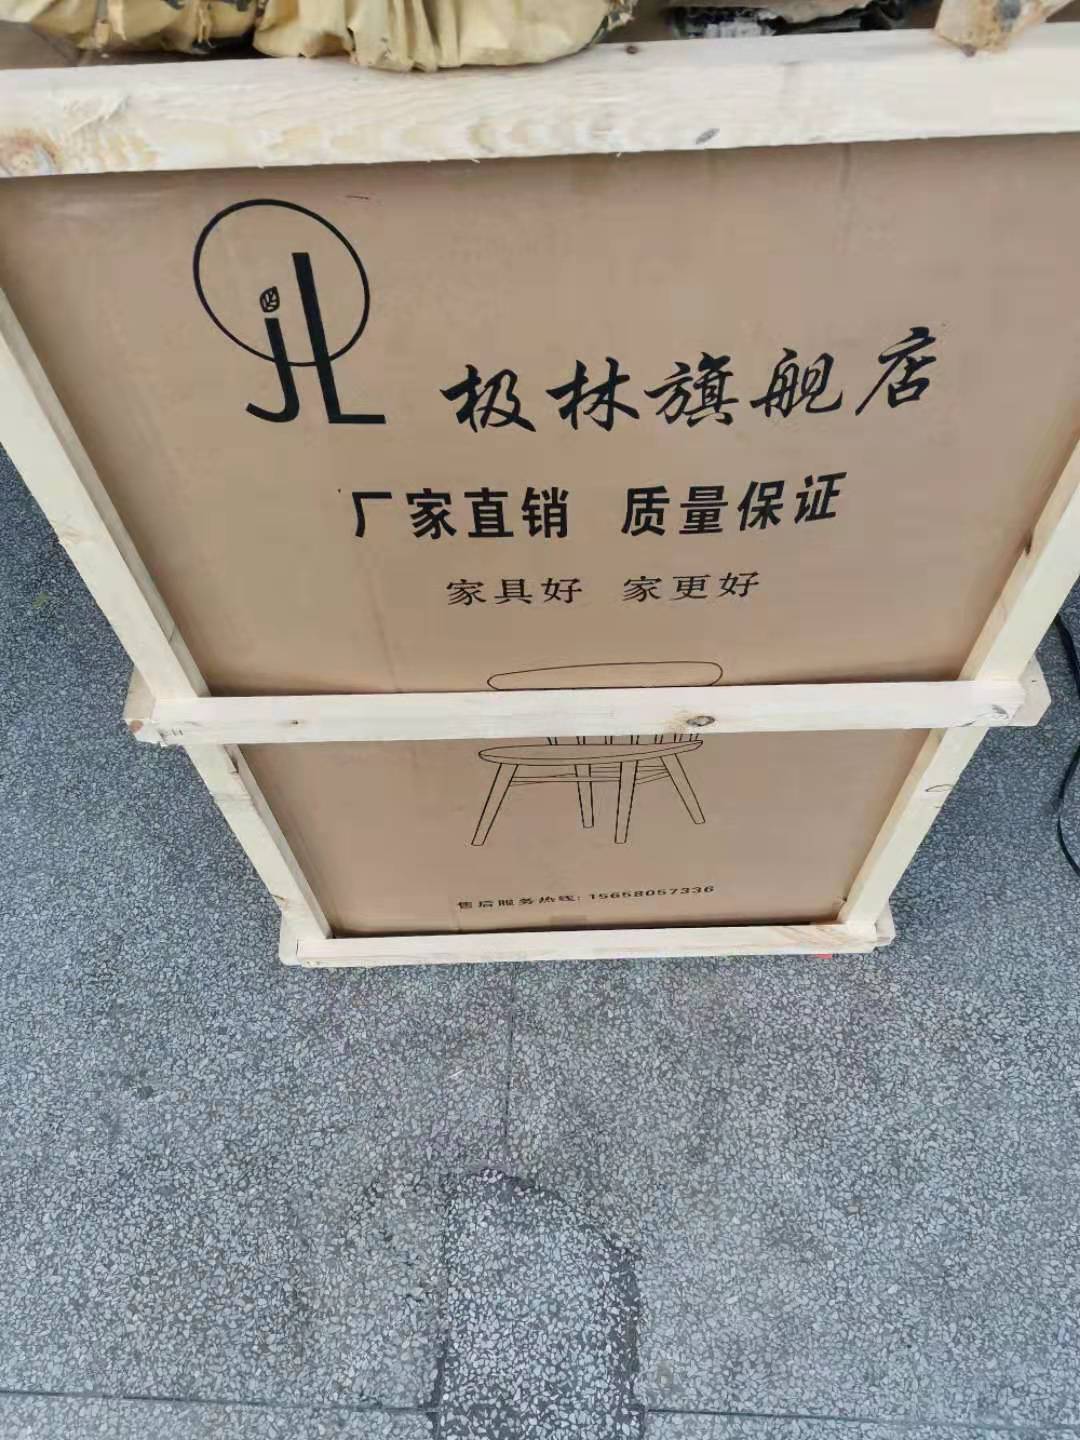 JL
极林旗舰店
厂家直销 质量保证
家具好 家更好
售后服务热线：15658057336